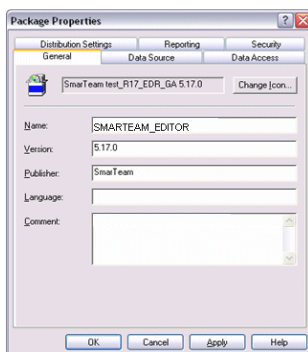 Package Properties
Distribution Settings Reporting Security
General Data Source Data Access
SmarTeam test_R17_EDR_GA 5.17.0 Change Icon...
Name: SMARTEAM_EDITOR
Version: 5.17.0
Publisher: SmarTeam
Language:
Comment:
OK Cancel Apply Help